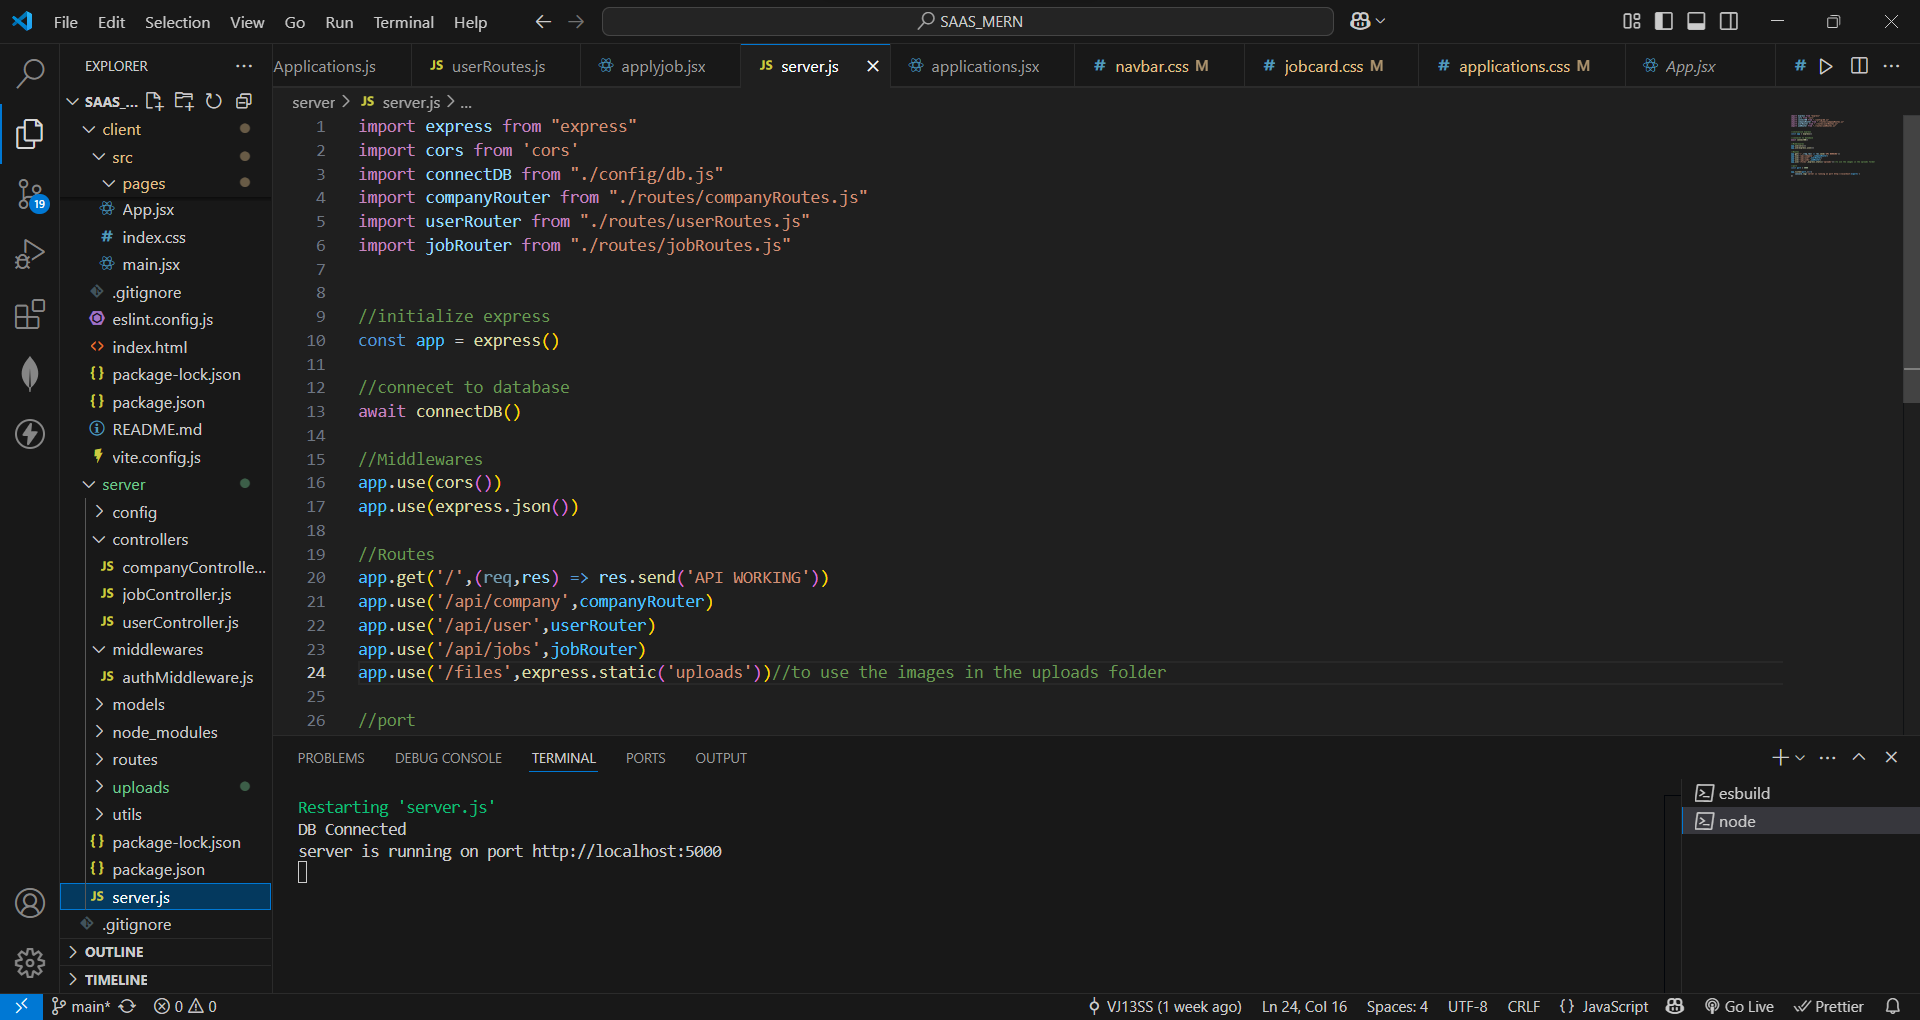 File Edit Selection View Go Run Terminal Help
SAAS_MERN
EXPLORER
Applications.js
JS userRoutes.js
applyjob.jsx
JS server.js
applications.jsx
# navbar.css M
# jobcard.css M
# applications.css M
App.jsx
#
SAAS_...
client
src
pages
App.jsx
# index.css
main.jsx
.gitignore
eslint.config.js
<> index.html
{} package-lock.json
{} package.json
README.md
vite.config.js
server
config
controllers
JS companyControlle...
JS jobController.js
JS userController.js
middlewares
JS authMiddleware.js
models
node_modules
routes
uploads
utils
{} package-lock.json
{} package.json
JS server.js
.gitignore
OUTLINE
TIMELINE
19
server > JS server.js > ...
1 import express from "express"
2 import cors from 'cors'
3 import connectDB from "./config/db.js"
4 import companyRouter from "./routes/companyRoutes.js"
5 import userRouter from "./routes/userRoutes.js"
6 import jobRouter from "./routes/jobRoutes.js"
7
8
9 //initialize express
10 const app = express()
11
12 //connecet to database
13 await connectDB()
14
15 //Middlewares
16 app.use(cors())
17 app.use(express.json())
18
19 //Routes
20 app.get('/',(req,res) => res.send('API WORKING'))
21 app.use('/api/company',companyRouter)
22 app.use('/api/user',userRouter)
23 app.use('/api/jobs',jobRouter)
24 app.use('/files',express.static('uploads'))//to use the images in the uploads folder
25
26 //port
PROBLEMS DEBUG CONSOLE TERMINAL PORTS OUTPUT
Restarting 'server.js'
DB Connected
server is running on port http://localhost:5000
esbuild
node
main* 0 0
VJ13SS (1 week ago) Ln 24, Col 16 Spaces: 4 UTF-8 CRLF {} JavaScript Go Live Prettier